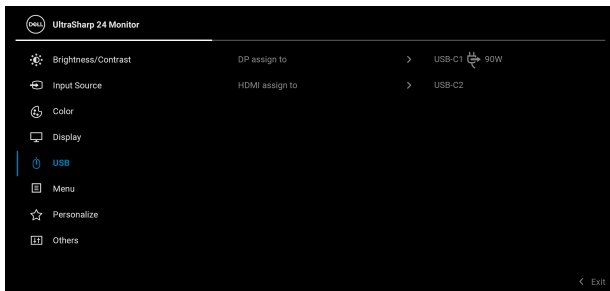 DELL UltraSharp 24 Monitor
Brightness/Contrast DP assign to > USB-C1 90W
Input Source HDMI assign to > USB-C2
Color
Display
USB
Menu
Personalize
Others
< Exit